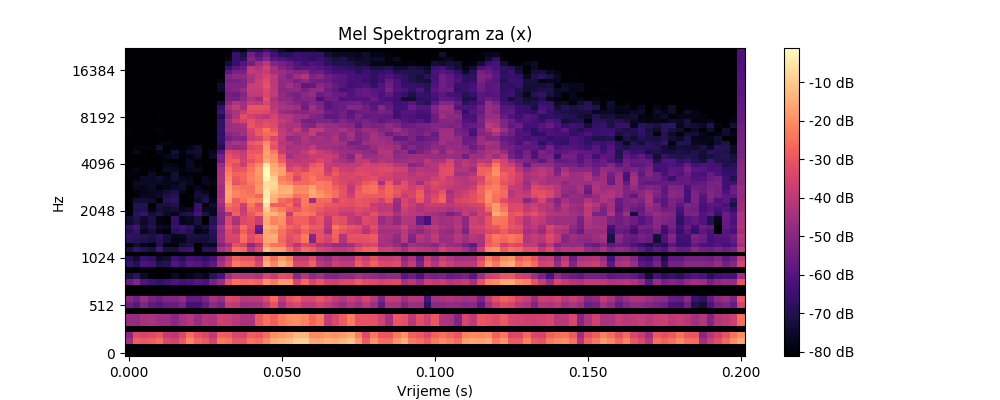 Mel Spektrogram za (x)
Hz
16384
8192
4096
2048
1024
512
0
0.000
0.050
0.100
0.150
0.200
Vrijeme (s)
-10 dB
-20 dB
-30 dB
-40 dB
-50 dB
-60 dB
-70 dB
-80 dB